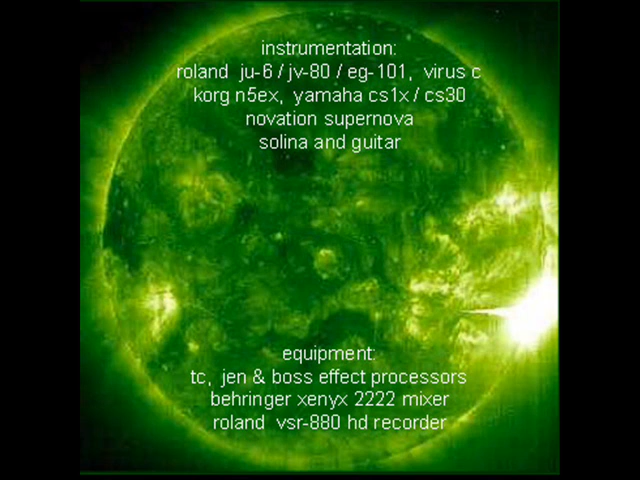 instrumentation:
roland ju-6 / jv-80 / eg-101, virus c
korg n5ex, yamaha cs1x / cs30
novation supernova
solina and guitar
equipment:
tc, jen & boss effect processors
behringer xenyx 2222 mixer
roland vsr-880 hd recorder